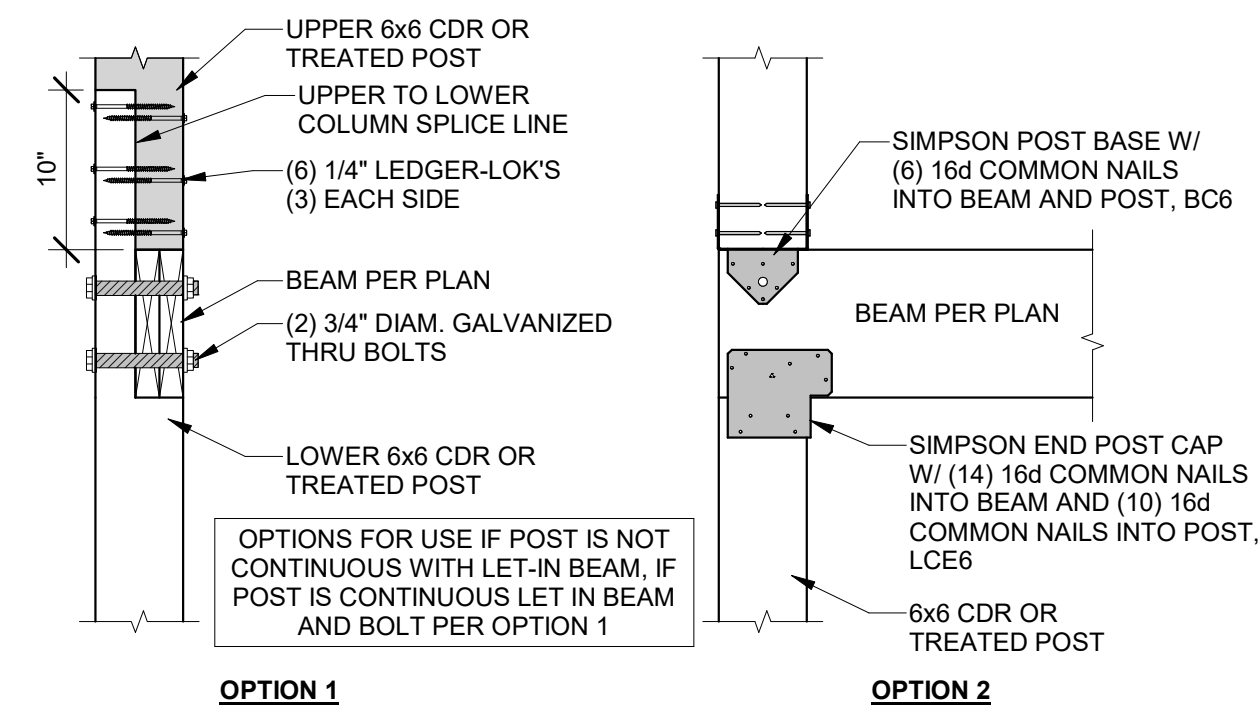 UPPER 6x6 CDR OR
TREATED POST
UPPER TO LOWER
COLUMN SPLICE LINE
10"
(6) 1/4" LEDGER-LOK'S
(3) EACH SIDE
BEAM PER PLAN
(2) 3/4" DIAM. GALVANIZED
THRU BOLTS
LOWER 6x6 CDR OR
TREATED POST
OPTIONS FOR USE IF POST IS NOT
CONTINUOUS WITH LET-IN BEAM, IF
POST IS CONTINUOUS LET IN BEAM
AND BOLT PER OPTION 1
OPTION 1
SIMPSON POST BASE W/
(6) 16d COMMON NAILS
INTO BEAM AND POST, BC6
BEAM PER PLAN
SIMPSON END POST CAP
W/ (14) 16d COMMON NAILS
INTO BEAM AND (10) 16d
COMMON NAILS INTO POST,
LCE6
6x6 CDR OR
TREATED POST
OPTION 2